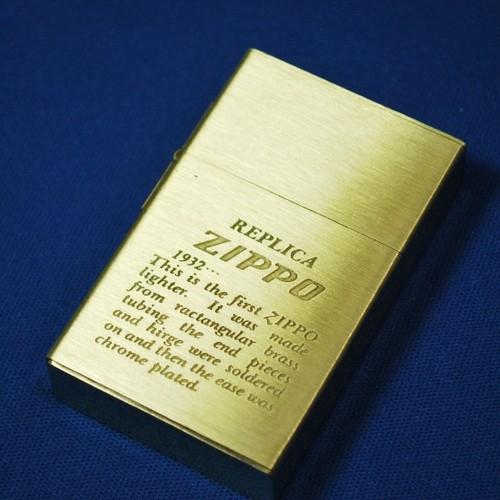 REPLICA
ZIPPO
1932...
This is the first ZIPPO
lighter. It was made
from ractangular brass
tubing the end pieces
and hinge were soldered
on and then the ease was
chrome plated.